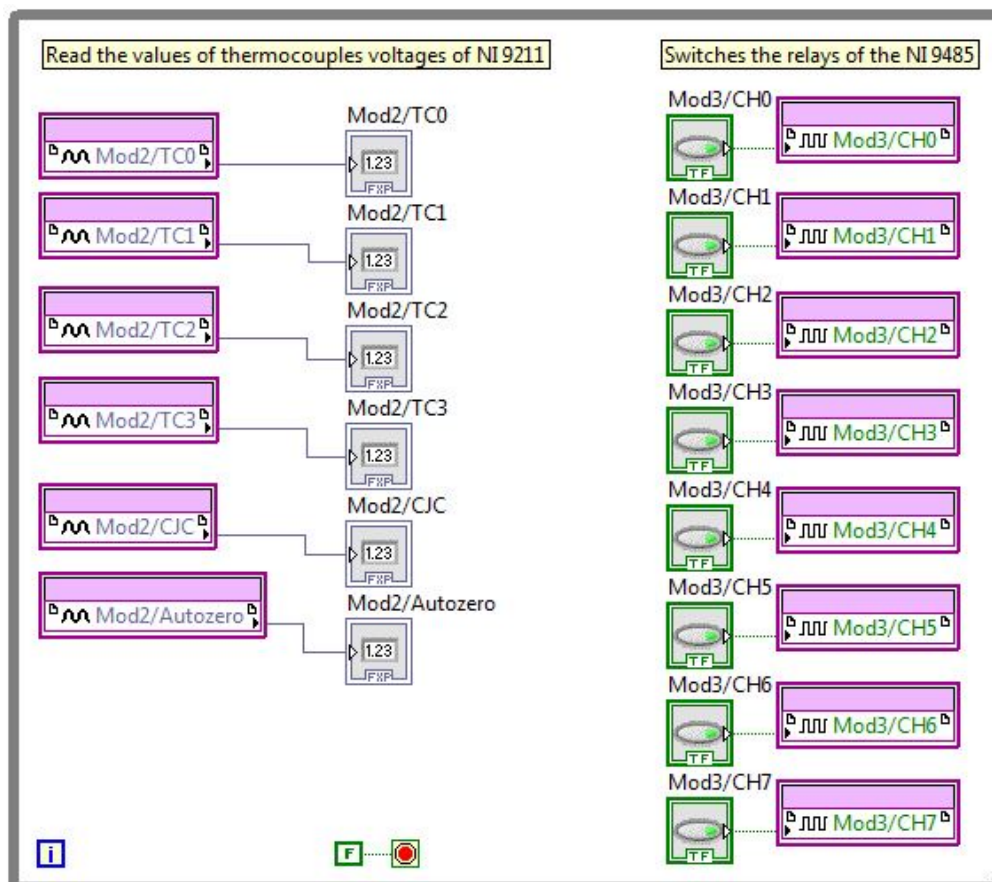 Read the values of thermocouples voltages of NI 9211
Mod2/TC0
Mod2/TC0
1.23
FXP
Mod2/TC1
Mod2/TC1
1.23
FXP
Mod2/TC2
Mod2/TC2
1.23
FXP
Mod2/TC3
Mod2/TC3
1.23
FXP
Mod2/CJC
Mod2/CJC
1.23
FXP
Mod2/Autozero
Mod2/Autozero
1.23
FXP
i
F
Switches the relays of the NI 9485
Mod3/CH0
Mod3/CH0
TF
Mod3/CH1
Mod3/CH1
TF
Mod3/CH2
Mod3/CH2
TF
Mod3/CH3
Mod3/CH3
TF
Mod3/CH4
Mod3/CH4
TF
Mod3/CH5
Mod3/CH5
TF
Mod3/CH6
Mod3/CH6
TF
Mod3/CH7
Mod3/CH7
TF